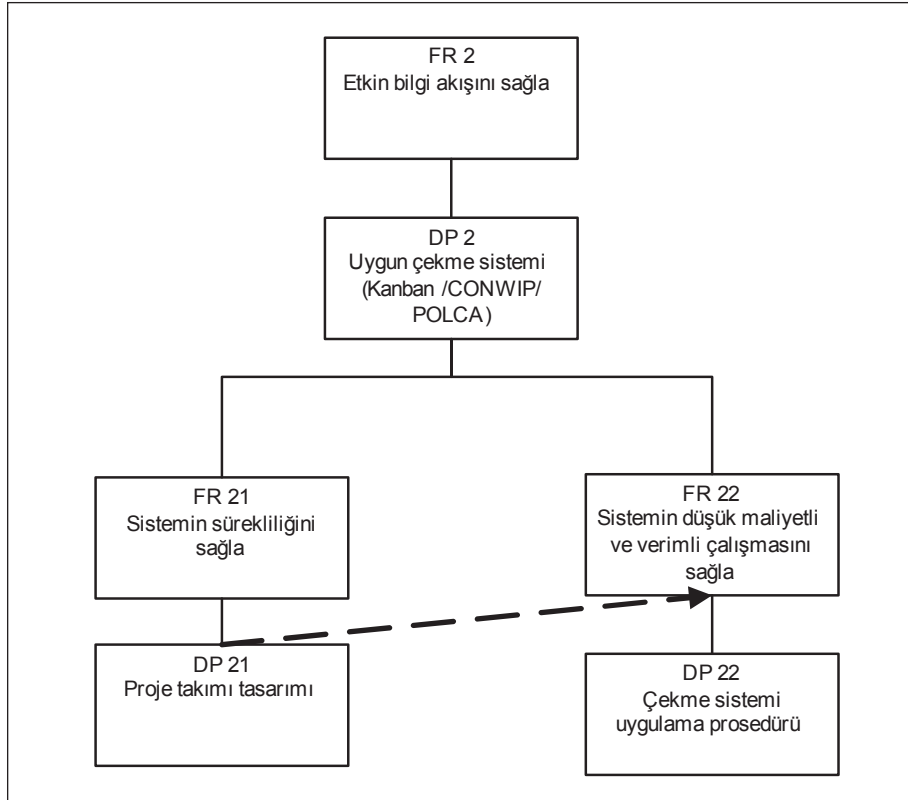 FR 2
Etkin bilgi akışını sağla
DP 2
Uygun çekme sistemi
(Kanban /CONWIP/
POLCA)
FR 21
Sistemin sürekliliğini
sağla
FR 22
Sistemin düşük maliyetli
ve verimli çalışmasını
sağla
DP 21
Proje takımı tasarımı
DP 22
Çekme sistemi
uygulama prosedürü